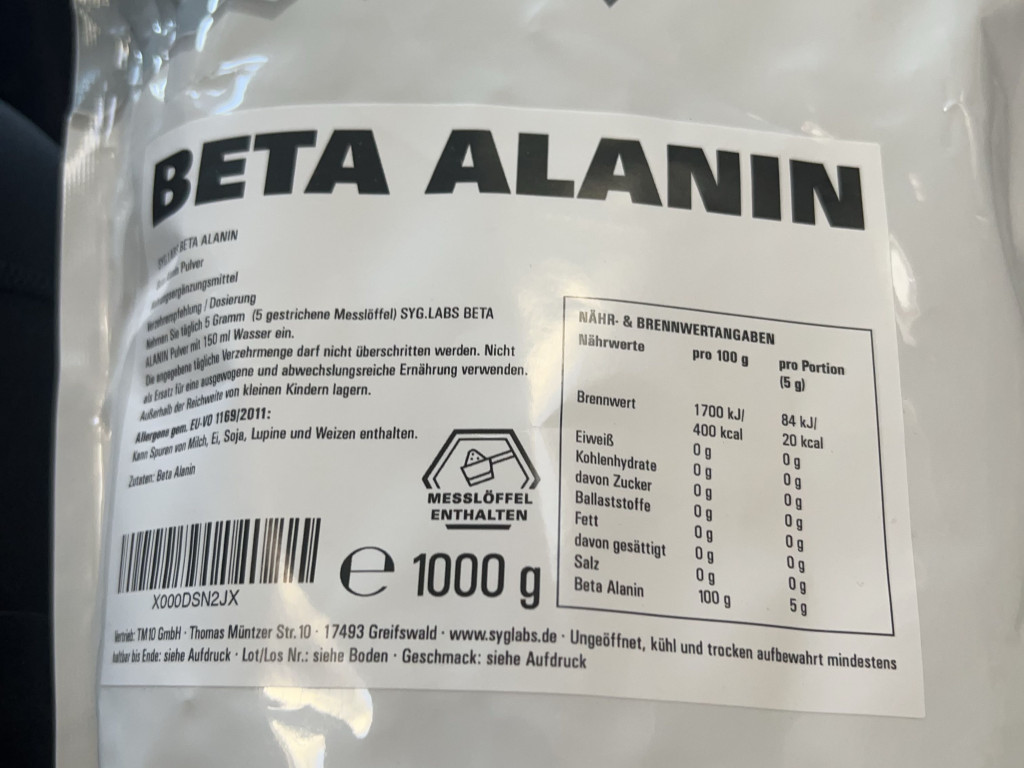 BETA ALANIN
BETA ALANIN
Pulver
Nahrungsergänzungsmittel
Verzehrempfehlung / Dosierung
Nehmen Sie täglich 5 Gramm (5 gestrichene Messlöffel) SYG.LABS BETA
ALANIN Pulver mit 150 ml Wasser ein.
Die angegebene tägliche Verzehrmenge darf nicht überschritten werden. Nicht
als Ersatz für eine ausgewogene und abwechslungsreiche Ernährung verwenden.
Außerhalb der Reichweite von kleinen Kindern lagern.
Allergene gem. EU-VO 1169/2011:
Kann Spuren von Milch, Ei, Soja, Lupine und Weizen enthalten.
Zutaten: Beta Alanin
MESSLÖFFEL
ENTHALTEN
X000DSN2JX
e 1000 g
NÄHR- & BRENNWERTANGABEN
Nährwerte pro 100 g pro Portion
(5 g)
Brennwert 1700 kJ/ 84 kJ/
400 kcal 20 kcal
Eiweiß 0 g 0 g
Kohlenhydrate 0 g 0 g
davon Zucker 0 g 0 g
Ballaststoffe 0 g 0 g
Fett 0 g 0 g
davon gesättigt 0 g 0 g
Salz 0 g 0 g
Beta Alanin 100 g 5 g
Vertrieb: TM10 GmbH · Thomas Müntzer Str. 10 · 17493 Greifswald · www.syglabs.de · Ungeöffnet, kühl und trocken aufbewahrt mindestens
haltbar bis Ende: siehe Aufdruck · Lot/Los Nr.: siehe Boden · Geschmack: siehe Aufdruck